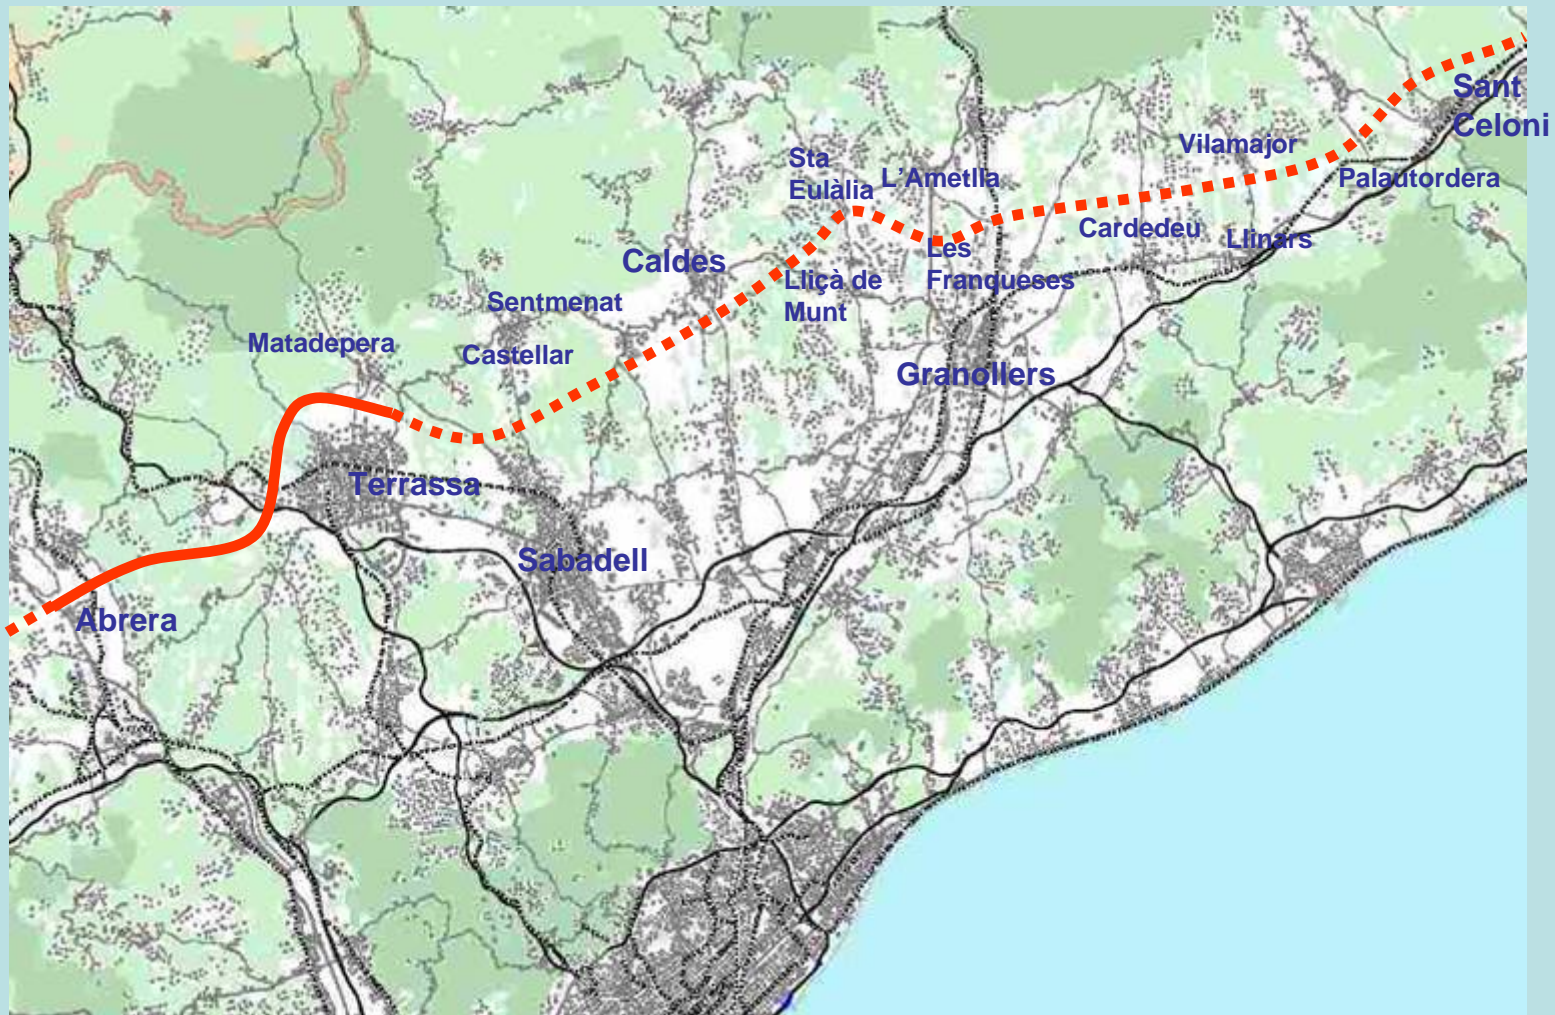 Sant
Celoni
Vilamajor
Sta
Eulàlia
L'Ametlla
Palautordera
Cardedeu
Llinars
Caldes
Les
Franqueses
Lliçà de
Munt
Sentmenat
Matadepera
Castellar
Granollers
Terrassa
Sabadell
Abrera